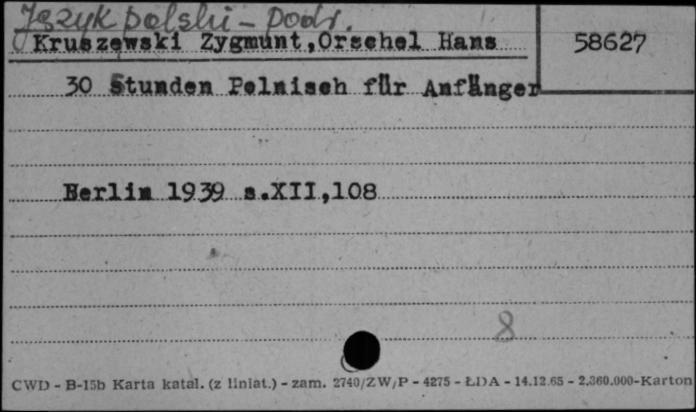 Język polski – podr.
Kruszewski Zygmunt,Orschel Hans
58627
30 Stunden Polnisch für Anfänger
Berlin 1939 s.XII,108
8
CWD - B-15b Karta katal. (z liniat.) - zam. 2740/ZW/P - 4275 - ŁDA - 14.12.65 - 2.360.000-Karton